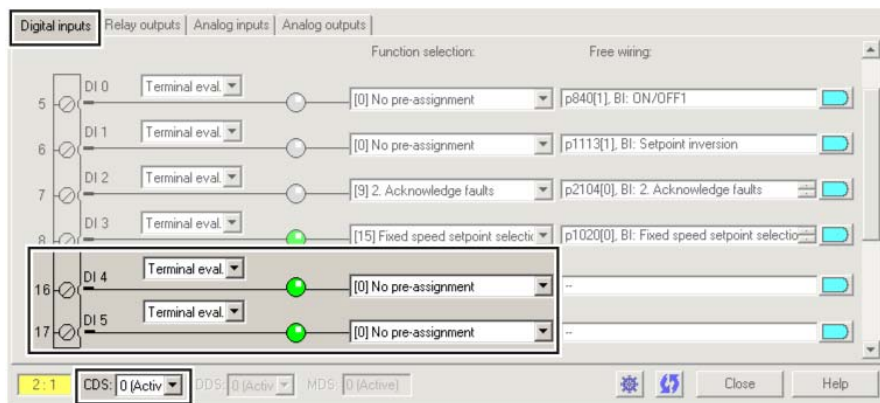 Digital inputs Relay outputs Analog inputs Analog outputs
Function selection: Free wiring:
DI 0 Terminal eval.
5 [0] No pre-assignment p840[1], BI: ON/OFF1
DI 1 Terminal eval.
6 [0] No pre-assignment p1113[1], BI: Setpoint inversion
DI 2 Terminal eval.
7 [9] 2. Acknowledge faults p2104[0], BI: 2. Acknowledge faults
DI 3 Terminal eval.
8 [15] Fixed speed setpoint selectic p1020[0], BI: Fixed speed setpoint selectio
DI 4 Terminal eval.
16 [0] No pre-assignment --
DI 5 Terminal eval.
17 [0] No pre-assignment --
2 : 1 CDS: 0 (Activ DDS: 0 (Activ MDS: 0 (Active) Close Help